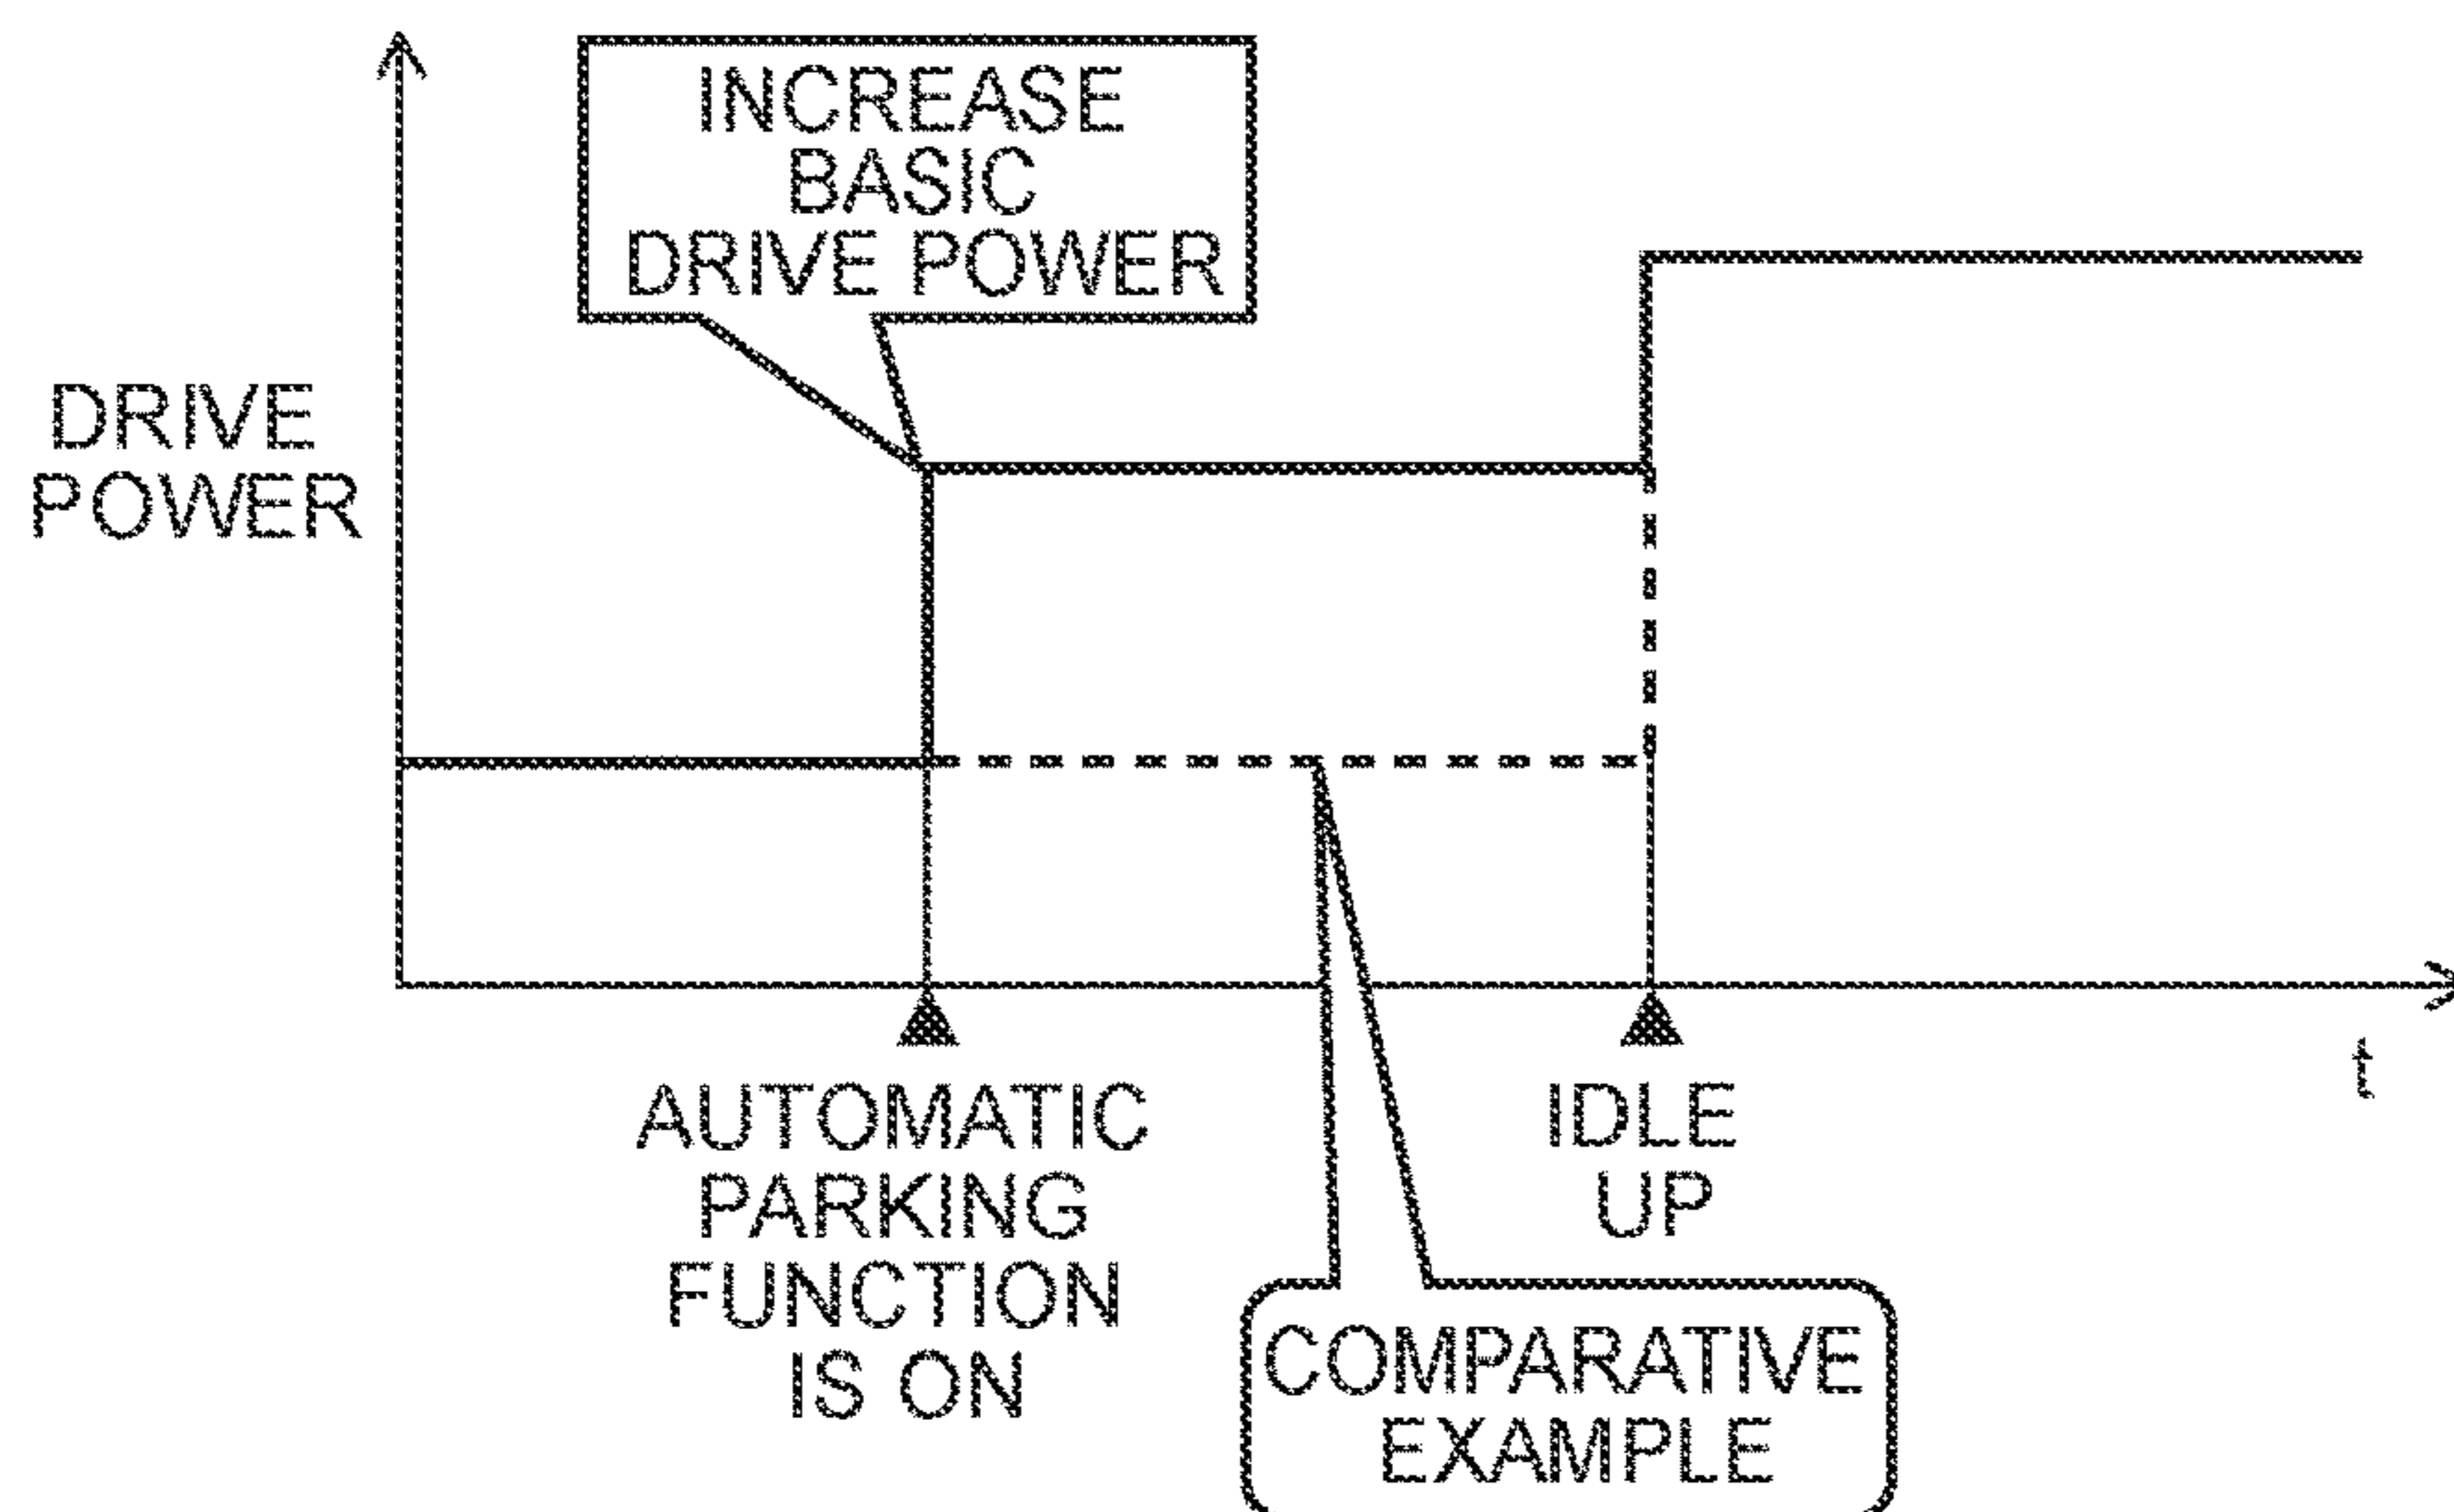 INCREASE
BASIC
DRIVE POWER
DRIVE
POWER
t
AUTOMATIC
PARKING
FUNCTION
IS ON
IDLE
UP
COMPARATIVE
EXAMPLE